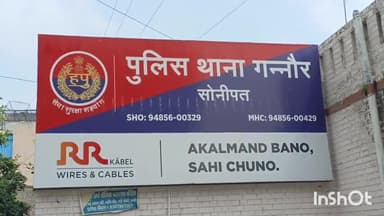 पुलिस थाना गन्नौर
सोनीपत
ह पु
सेवा सुरक्षा सहयोग
SHO: 94856-00329
MHC: 94856-00429
RR KABEL
WIRES & CABLES
AKALMAND BANO,
SAHI CHUNO.
InShOt